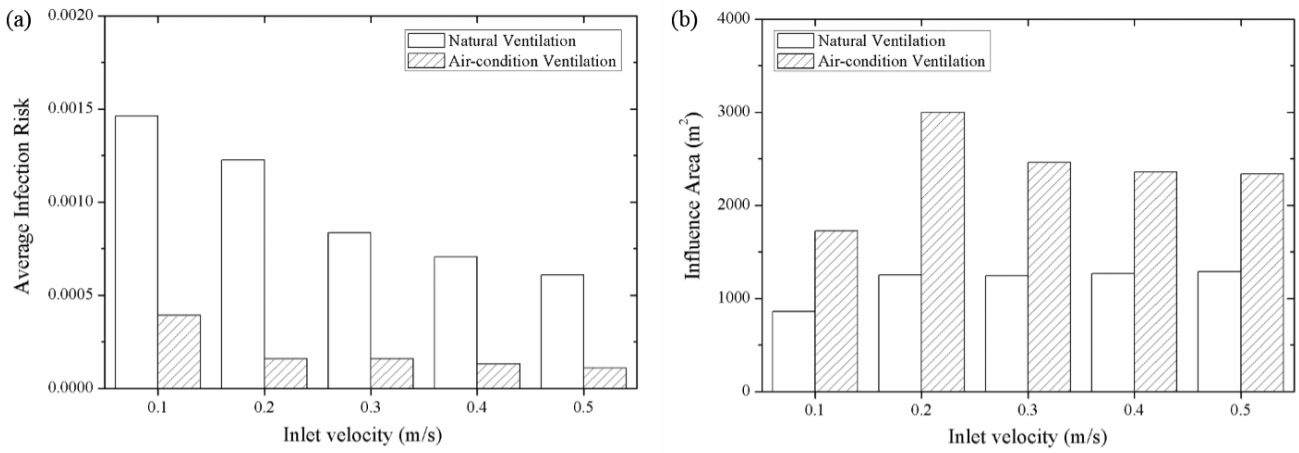 (a)
0.0020
0.0015
0.0010
0.0005
0.0000
Average Infection Risk
Natural Ventilation
Air-condition Ventilation
0.1 0.2 0.3 0.4 0.5
Inlet velocity (m/s)
(b)
4000
3000
2000
1000
0
Influence Area (m²)
Natural Ventilation
Air-condition Ventilation
0.1 0.2 0.3 0.4 0.5
Inlet velocity (m/s)